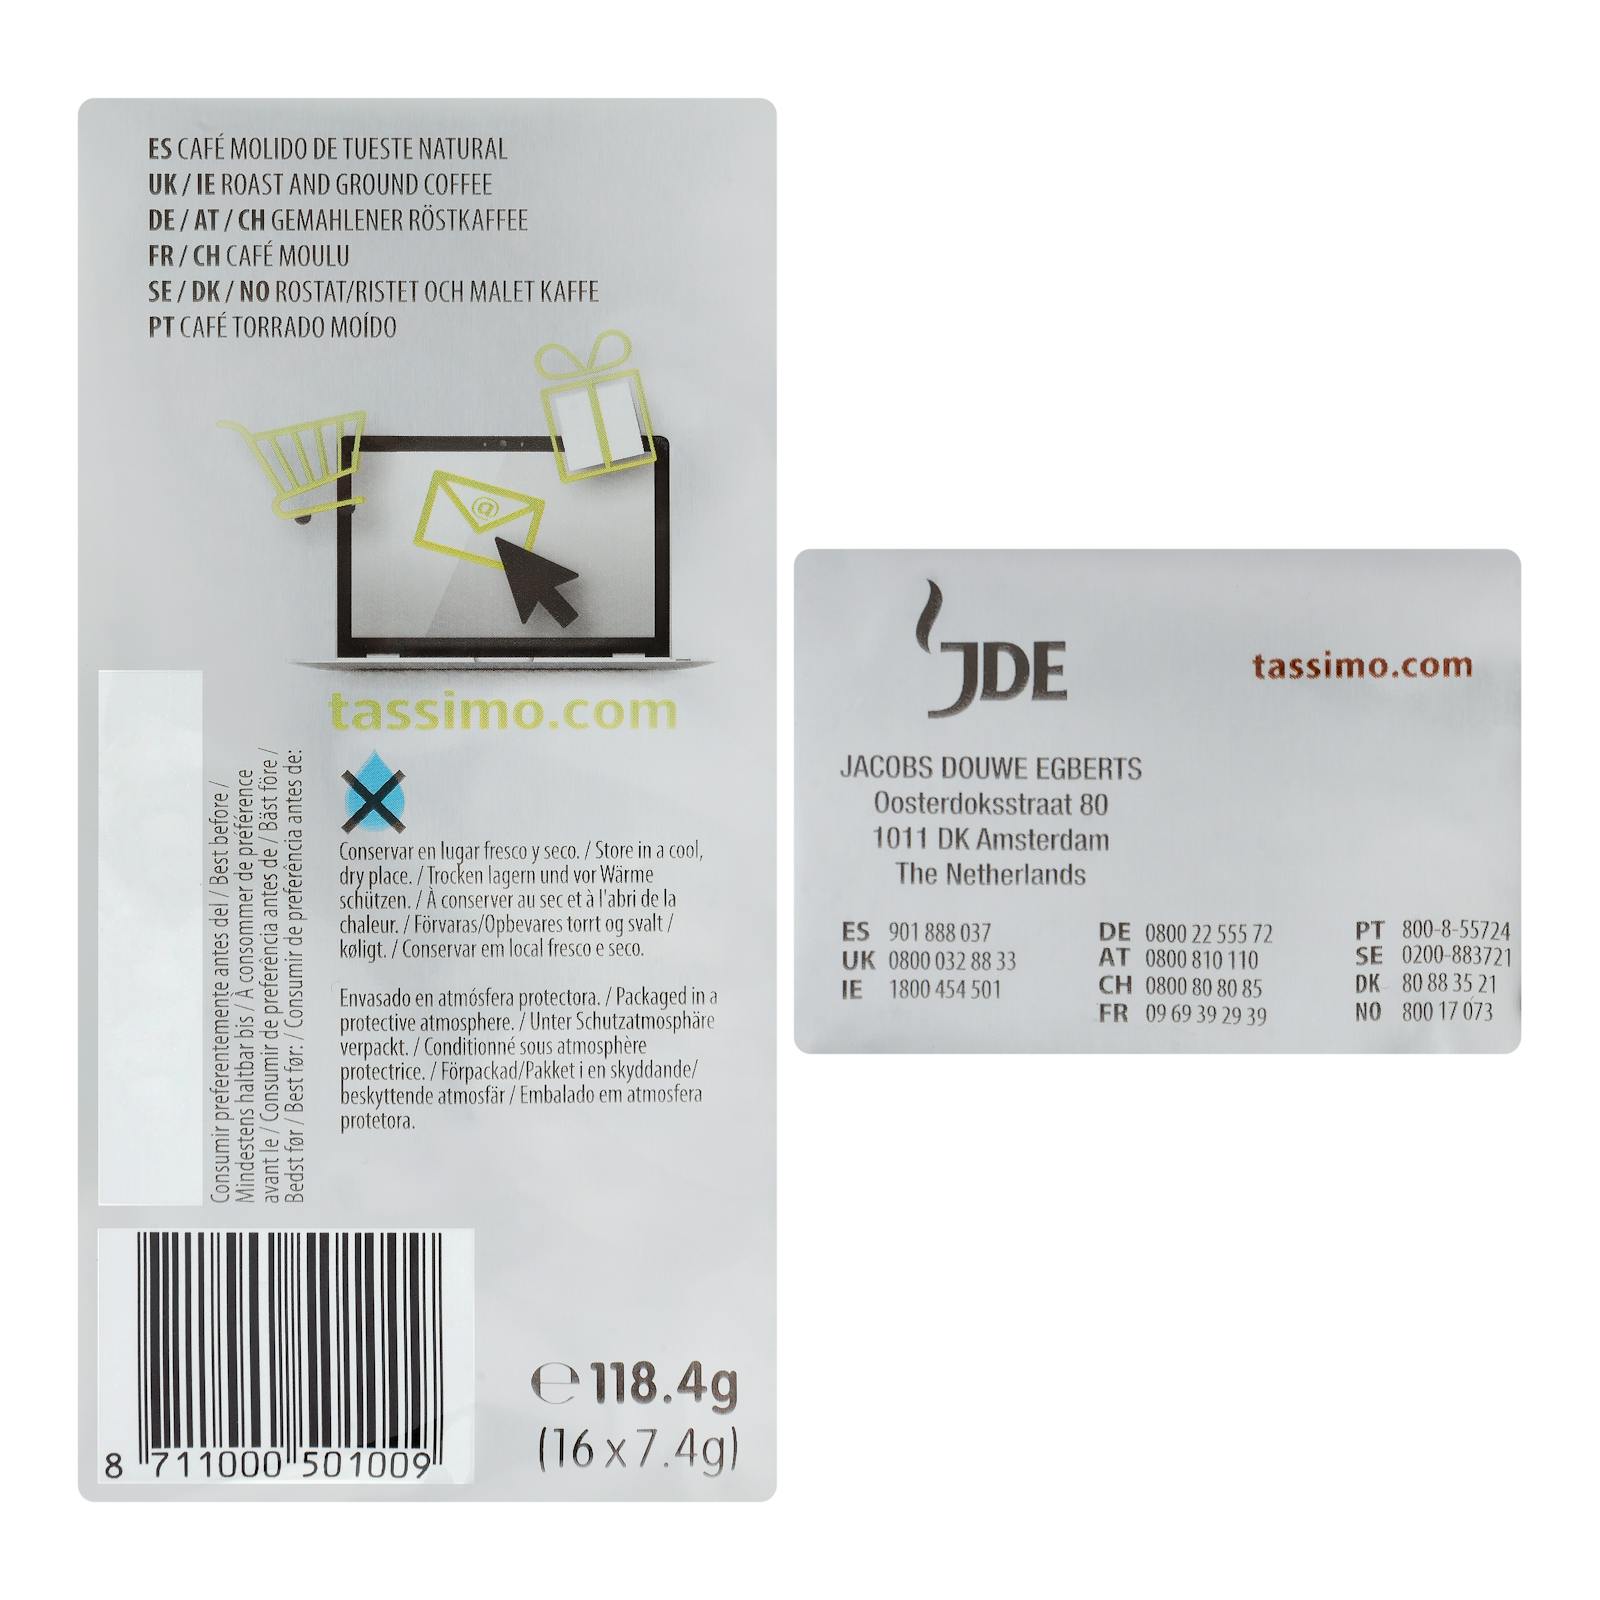 ES CAFÉ MOLIDO DE TUESTE NATURAL
UK / IE ROAST AND GROUND COFFEE
DE / AT / CH GEMAHLENER RÖSTKAFFEE
FR / CH CAFÉ MOULU
SE / DK / NO ROSTAT/RISTET OCH MALET KAFFE
PT CAFÉ TORRADO MOÍDO
@
tassimo.com
Consumir preferentemente antes del / Best before /
Mindestens haltbar bis / À consommer de préférence
avant le / Consumir de preferência antes de / Bäst före /
Bedst før / Best før: / Consumir de preferência antes de:
Conservar en lugar fresco y seco. / Store in a cool,
dry place. / Trocken lagern und vor Wärme
schützen. / À conserver au sec et à l'abri de la
chaleur. / Förvaras/Opbevares torrt og svalt /
køligt. / Conservar em local fresco e seco.
Envasado en atmósfera protectora. / Packaged in a
protective atmosphere. / Unter Schutzatmosphäre
verpackt. / Conditionné sous atmosphère
protectrice. / Förpackad/Pakket i en skyddande/
beskyttende atmosfär / Embalado em atmosfera
protetora.
8 711000 501009
℮ 118.4g
(16 x 7.4g)
JDE
tassimo.com
JACOBS DOUWE EGBERTS
Oosterdoksstraat 80
1011 DK Amsterdam
The Netherlands
ES 901 888 037
UK 0800 032 88 33
IE 1800 454 501
DE 0800 22 555 72
AT 0800 810 110
CH 0800 80 80 85
FR 09 69 39 29 39
PT 800-8-55724
SE 0200-883721
DK 80 88 35 21
NO 800 17 073